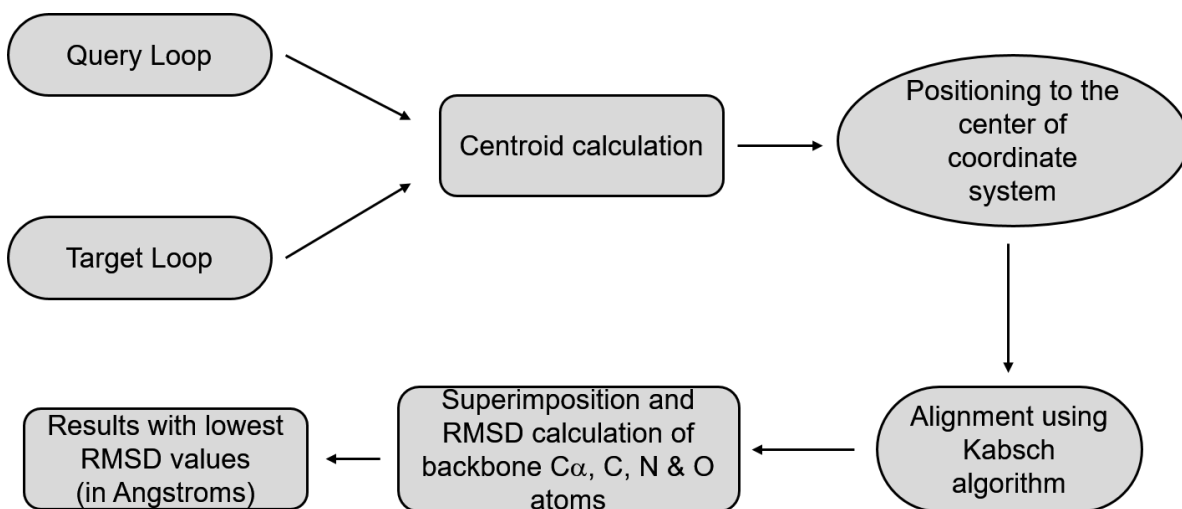 Query Loop
Target Loop
Centroid calculation
Positioning to the
center of
coordinate
system
Alignment using
Kabsch
algorithm
Superimposition and
RMSD calculation of
backbone Cα, C, N & O
atoms
Results with lowest
RMSD values
(in Angstroms)